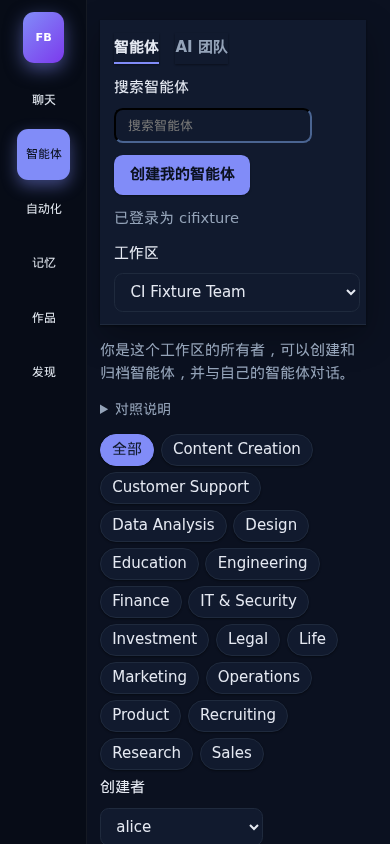 FB
聊天
智能体
自动化
记忆
作品
发现
智能体 AI 团队
搜索智能体
搜索智能体
创建我的智能体
已登录为 cifixture
工作区
CI Fixture Team
你是这个工作区的所有者，可以创建和
归档智能体，并与自己的智能体对话。
对照说明
全部 Content Creation
Customer Support
Data Analysis Design
Education Engineering
Finance IT & Security
Investment Legal Life
Marketing Operations
Product Recruiting
Research Sales
创建者
alice